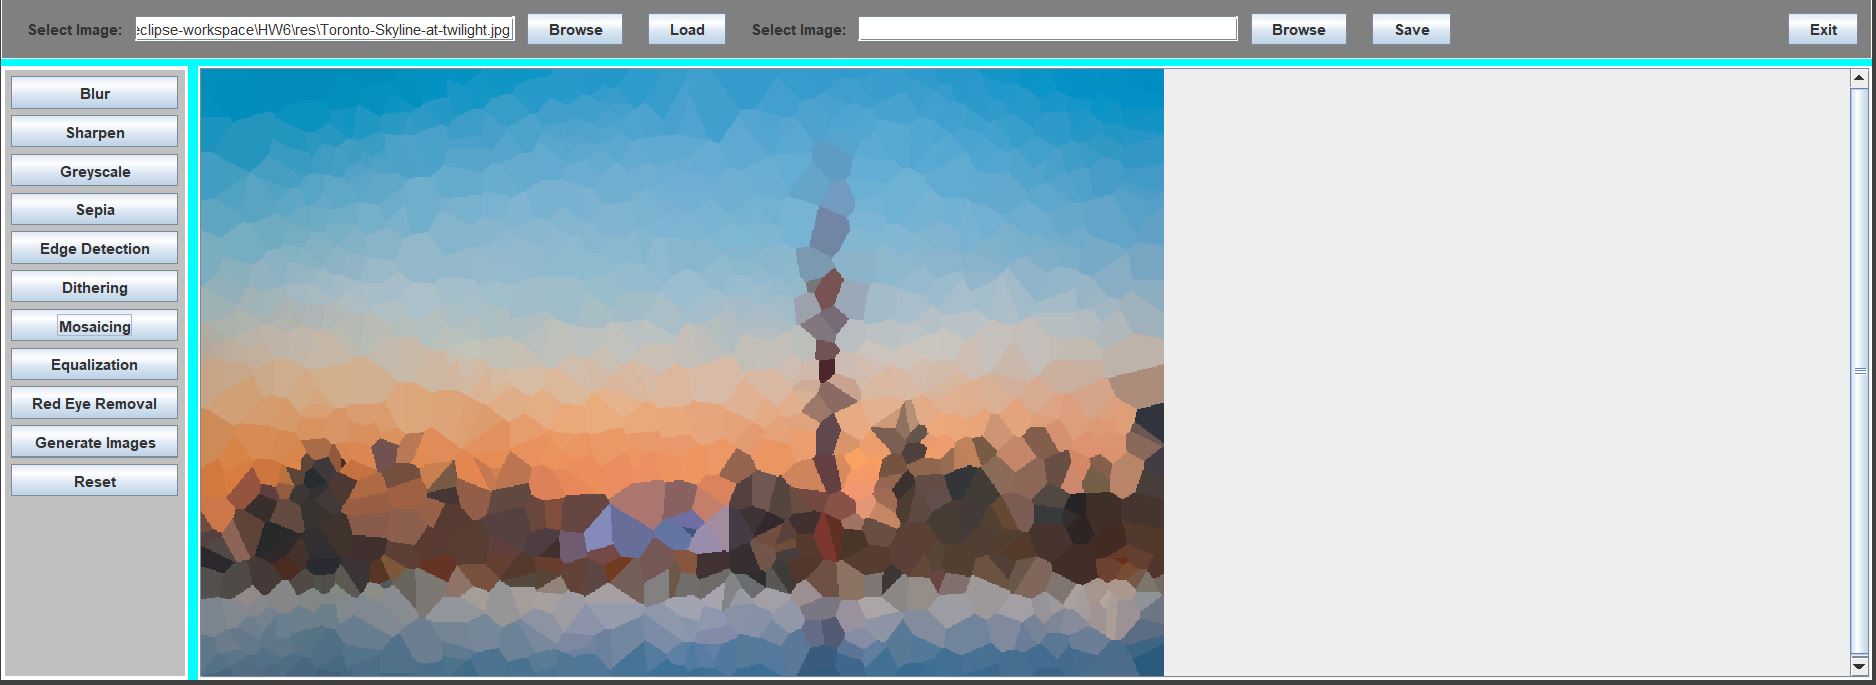 Select Image: eclipse-workspace\HW6\res\Toronto-Skyline-at-twilight.jpg Browse Load Select Image: Browse Save Exit
Blur
Sharpen
Greyscale
Sepia
Edge Detection
Dithering
Mosaicing
Equalization
Red Eye Removal
Generate Images
Reset